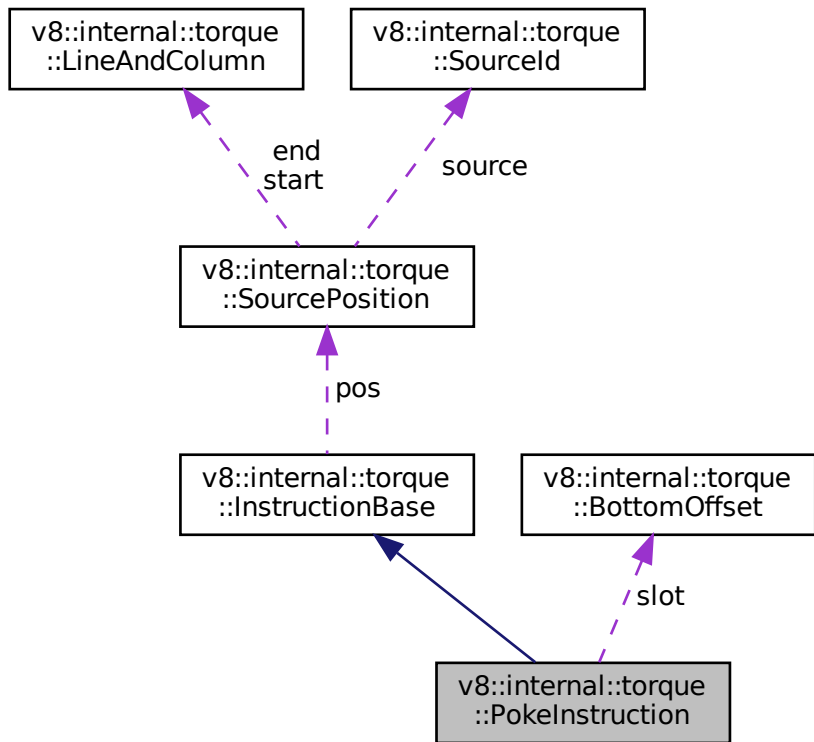 v8::internal::torque
::LineAndColumn
v8::internal::torque
::SourceId
end
start
source
v8::internal::torque
::SourcePosition
pos
v8::internal::torque
::InstructionBase
v8::internal::torque
::BottomOffset
slot
v8::internal::torque
::PokeInstruction